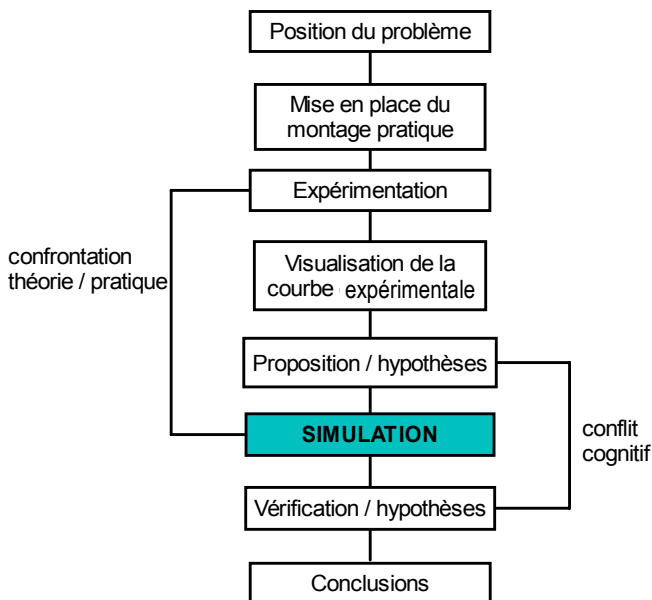 Position du problème
Mise en place du
montage pratique
Expérimentation
confrontation
théorie / pratique
Visualisation de la
courbe expérimentale
Proposition / hypothèses
SIMULATION
conflit
cognitif
Vérification / hypothèses
Conclusions